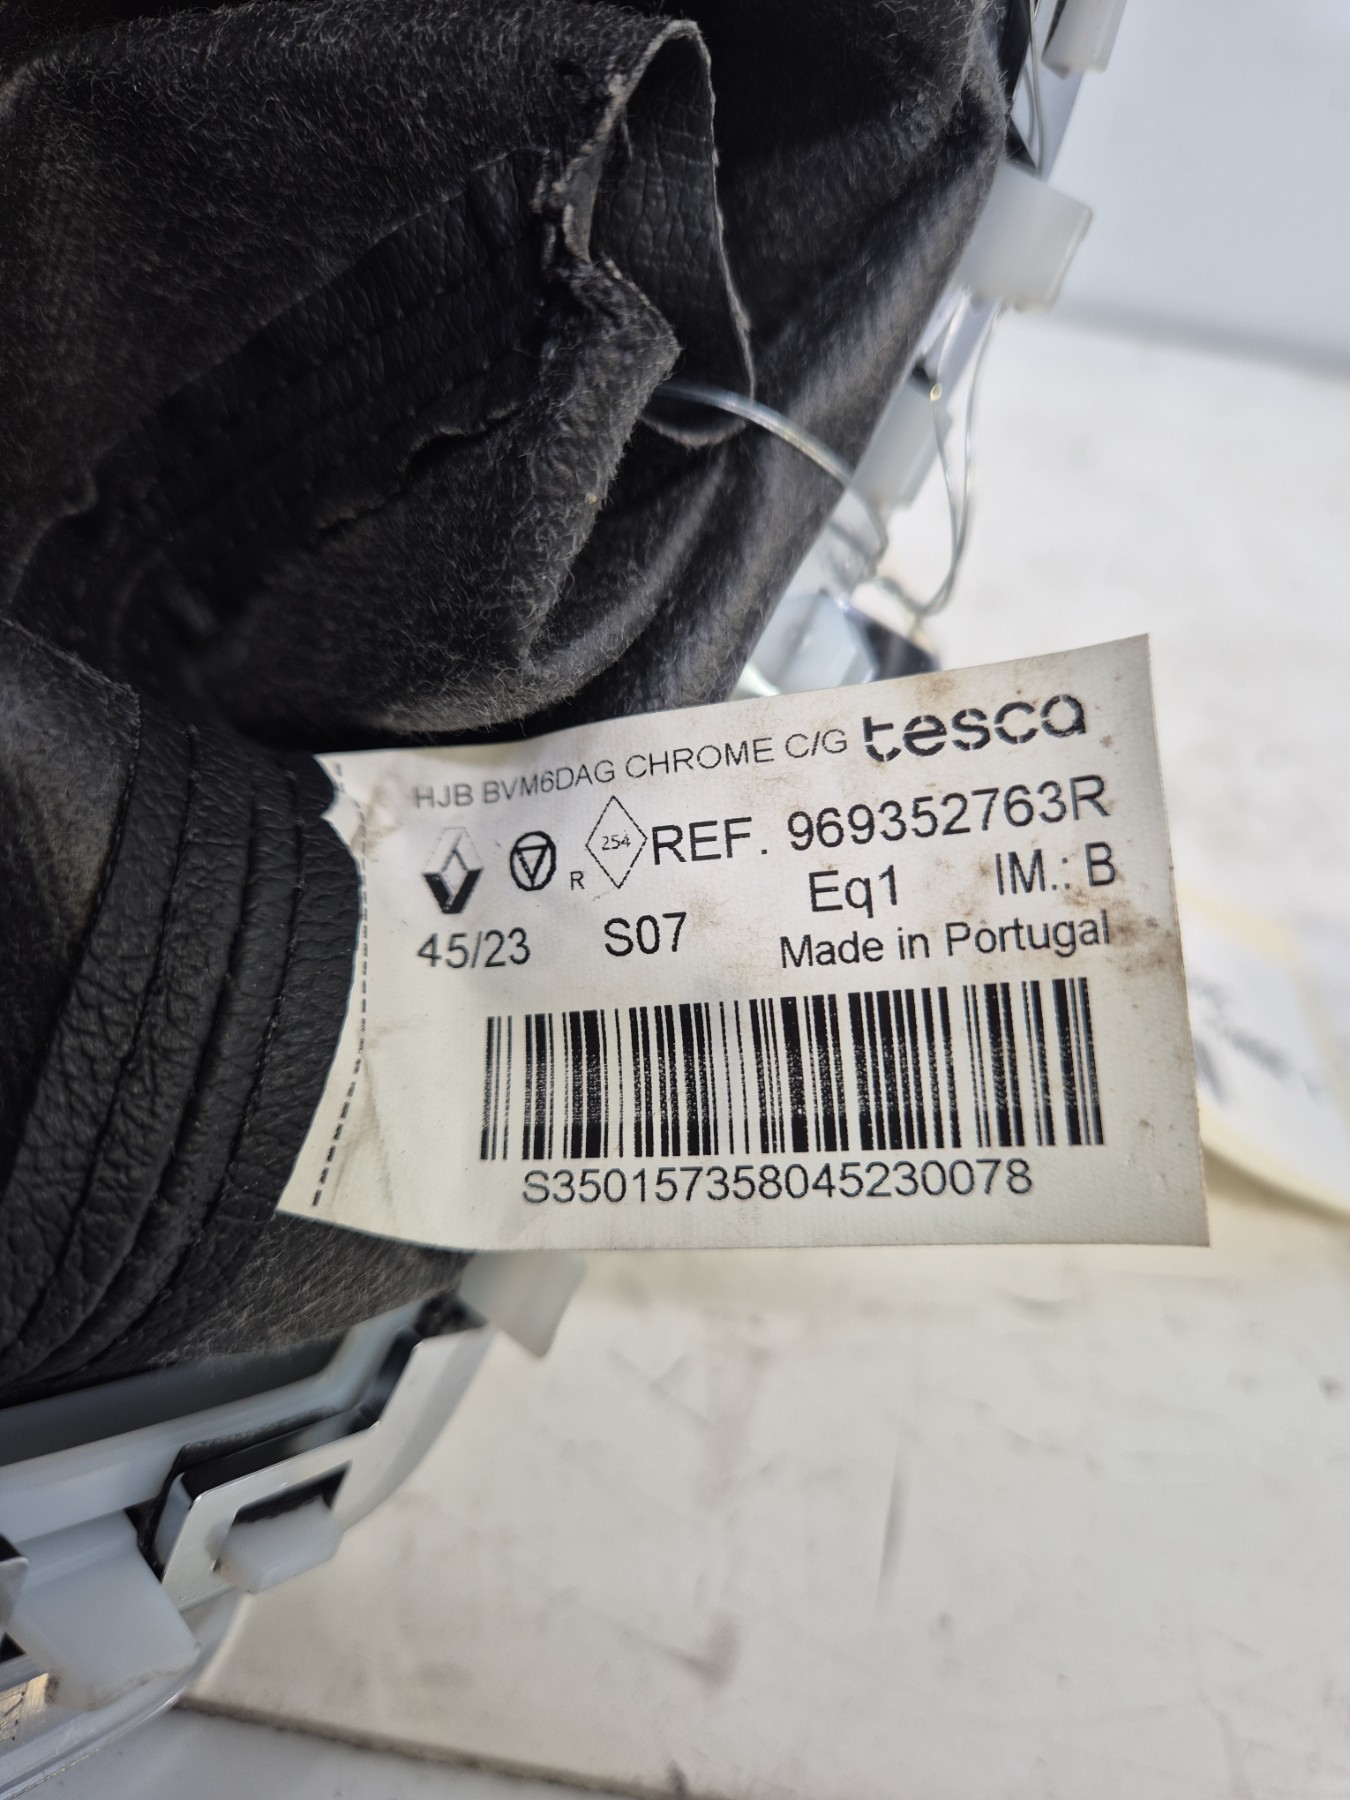 HJB BVM6DAG CHROME C/G tesca
R 254 REF. 969352763R
Eq1 IM.: B
45/23 S07 Made in Portugal
S350157358045230078